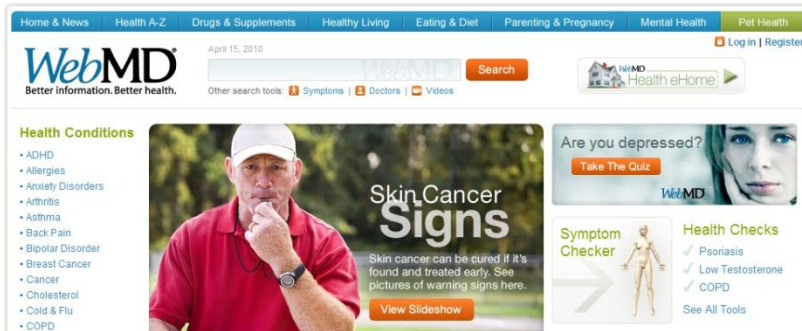 Home & News Health A-Z Drugs & Supplements Healthy Living Eating & Diet Parenting & Pregnancy Mental Health Pet Health
Log in | Register
April 15, 2010
WebMD
Better information. Better health.
WebMD
Search
Other search tools: Symptoms | Doctors | Videos
WebMD
Health eHome
Health Conditions
• ADHD
• Allergies
• Anxiety Disorders
• Arthritis
• Asthma
• Back Pain
• Bipolar Disorder
• Breast Cancer
• Cancer
• Cholesterol
• Cold & Flu
• COPD
Skin Cancer
Signs
Skin cancer can be cured if it's
found and treated early. See
pictures of warning signs here.
View Slideshow
Are you depressed?
Take The Quiz
WebMD
Symptom
Checker
Health Checks
Psoriasis
Low Testosterone
COPD
See All Tools